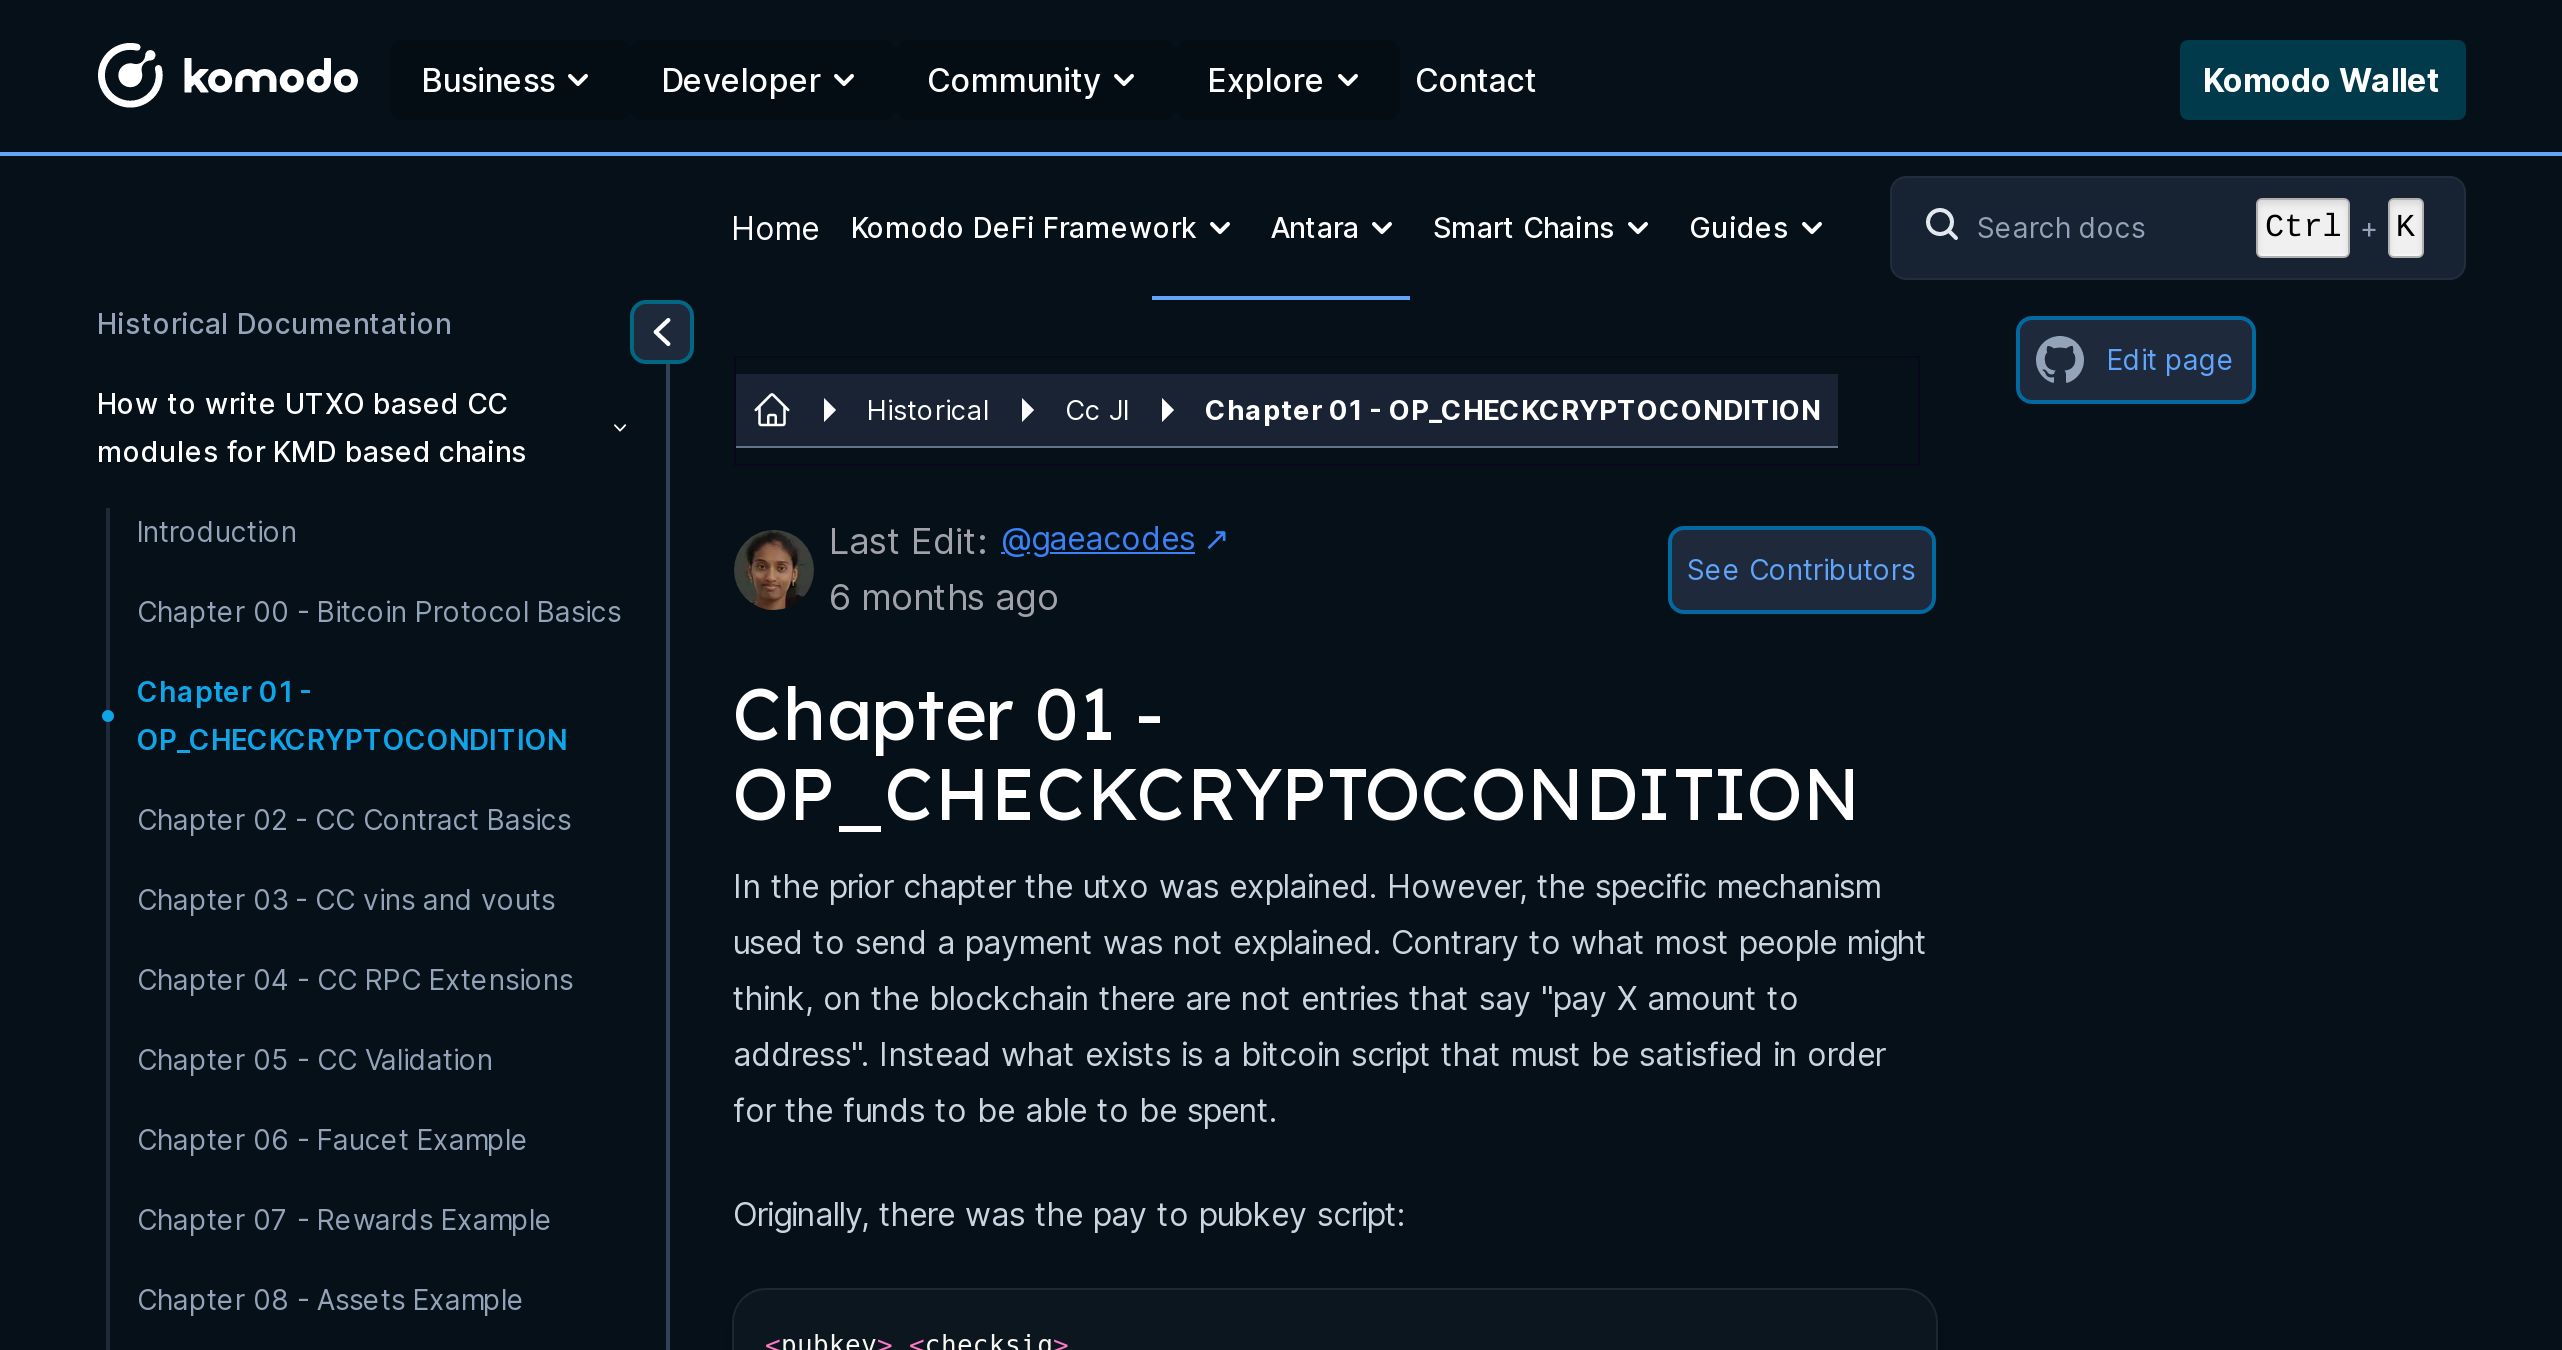 komodo
Business
Developer
Community
Explore
Contact
Komodo Wallet
Home
Komodo DeFi Framework
Antara
Smart Chains
Guides
Search docs
Ctrl + K
Historical Documentation
How to write UTXO based CC
modules for KMD based chains
Introduction
Chapter 00 - Bitcoin Protocol Basics
Chapter 01 -
OP_CHECKCRYPTOCONDITION
Chapter 02 - CC Contract Basics
Chapter 03 - CC vins and vouts
Chapter 04 - CC RPC Extensions
Chapter 05 - CC Validation
Chapter 06 - Faucet Example
Chapter 07 - Rewards Example
Chapter 08 - Assets Example
Historical
Cc Jl
Chapter 01 - OP_CHECKCRYPTOCONDITION
Edit page
Last Edit: @gaeacodes ↗
6 months ago
See Contributors
Chapter 01 -
OP_CHECKCRYPTOCONDITION
In the prior chapter the utxo was explained. However, the specific mechanism
used to send a payment was not explained. Contrary to what most people might
think, on the blockchain there are not entries that say "pay X amount to
address". Instead what exists is a bitcoin script that must be satisfied in order
for the funds to be able to be spent.
Originally, there was the pay to pubkey script:
<pubkey> <checksig>